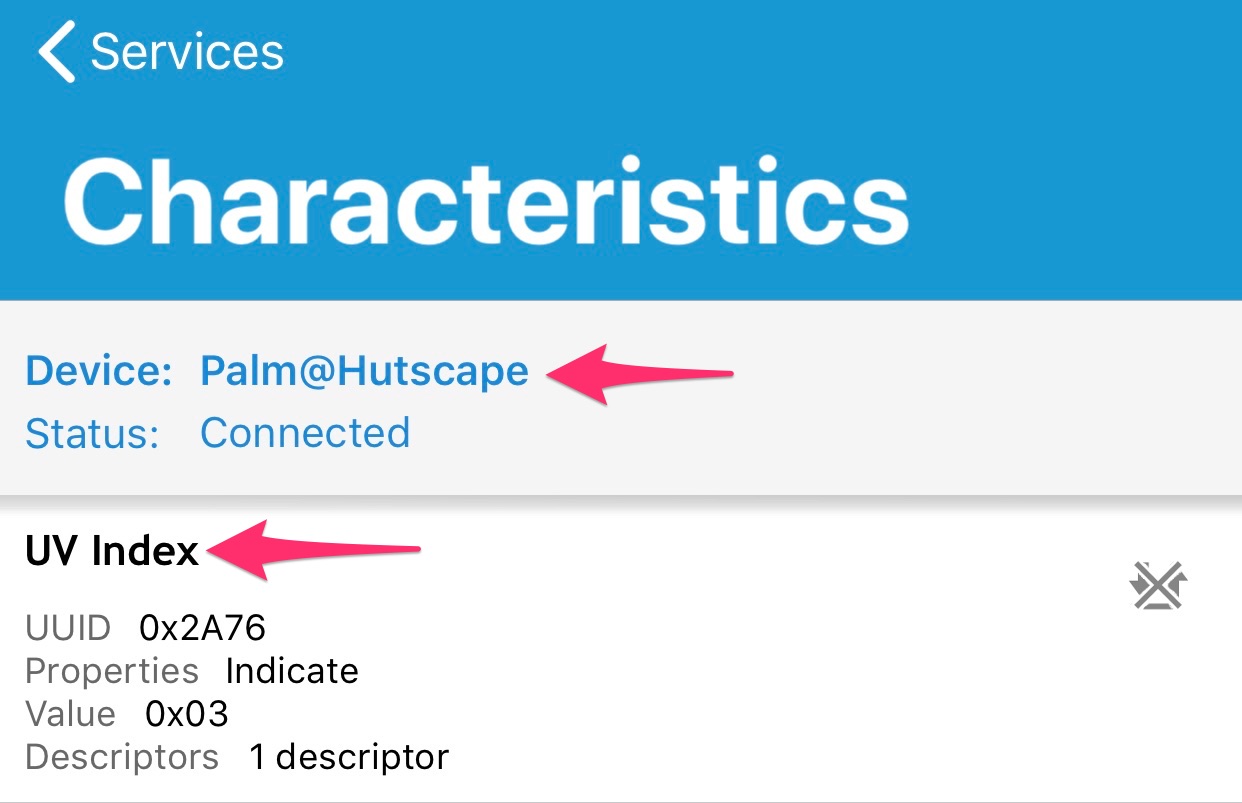 Services
Characteristics
Device: Palm@Hutscape
Status: Connected
UV Index
UUID 0x2A76
Properties Indicate
Value 0x03
Descriptors 1 descriptor